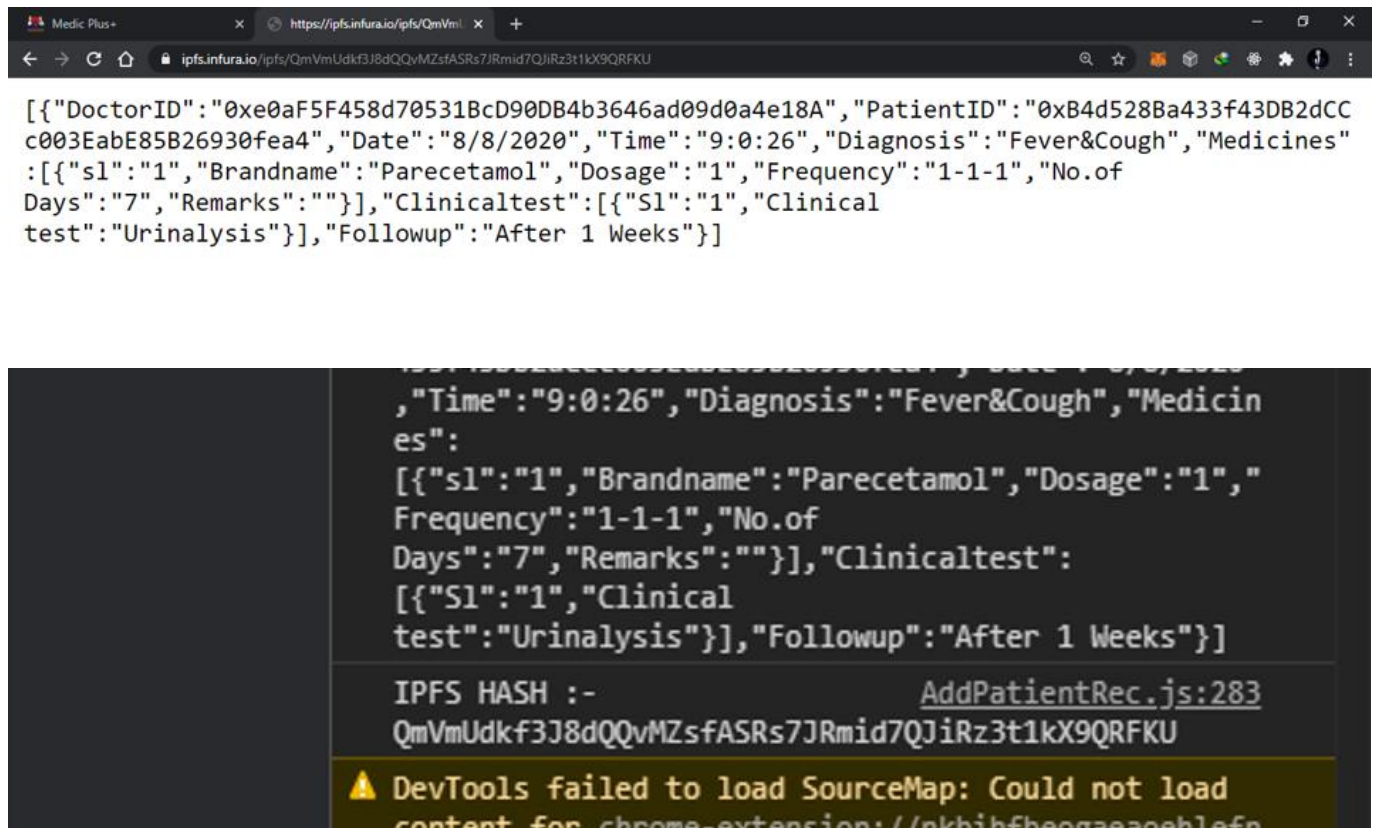 Medic Plus+
https://ipfs.infura.io/ipfs/QmVmU
ipfs.infura.io/ipfs/QmVmUdkf3J8dQQvMZsfASRs7JRmid7QJiRz3t1kX9QRFKU
[{"DoctorID":"0xe0aF5F458d70531BcD90DB4b3646ad09d0a4e18A","PatientID":"0xB4d528Ba433f43DB2dCC
c003EabE85B26930fea4","Date":"8/8/2020","Time":"9:0:26","Diagnosis":"Fever&Cough","Medicines"
:[{"sl":"1","Brandname":"Parecetamol","Dosage":"1","Frequency":"1-1-1","No.of
Days":"7","Remarks":""}],"Clinicaltest":[{"Sl":"1","Clinical
test":"Urinalysis"}],"Followup":"After 1 Weeks"}]
,"Time":"9:0:26","Diagnosis":"Fever&Cough","Medicin
es":
[{"sl":"1","Brandname":"Parecetamol","Dosage":"1","
Frequency":"1-1-1","No.of
Days":"7","Remarks":""}],"Clinicaltest":
[{"Sl":"1","Clinical
test":"Urinalysis"}],"Followup":"After 1 Weeks"}]
IPFS HASH :- AddPatientRec.js:283
QmVmUdkf3J8dQQvMZsfASRs7JRmid7QJiRz3t1kX9QRFKU
DevTools failed to load SourceMap: Could not load
content for